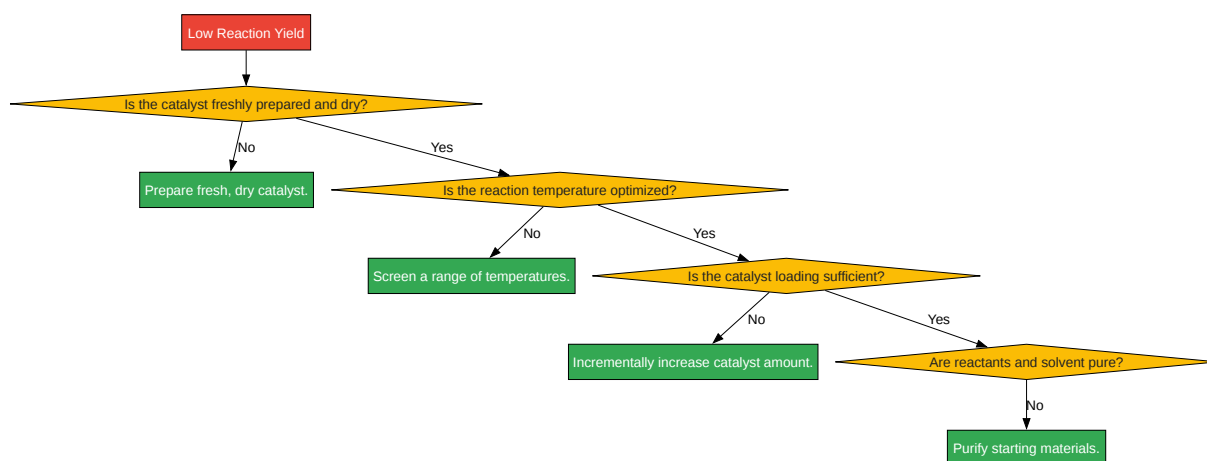 Low Reaction Yield
Is the catalyst freshly prepared and dry?
No
Yes
Prepare fresh, dry catalyst.
Is the reaction temperature optimized?
No
Yes
Screen a range of temperatures.
Is the catalyst loading sufficient?
No
Yes
Incrementally increase catalyst amount.
Are reactants and solvent pure?
No
Purify starting materials.